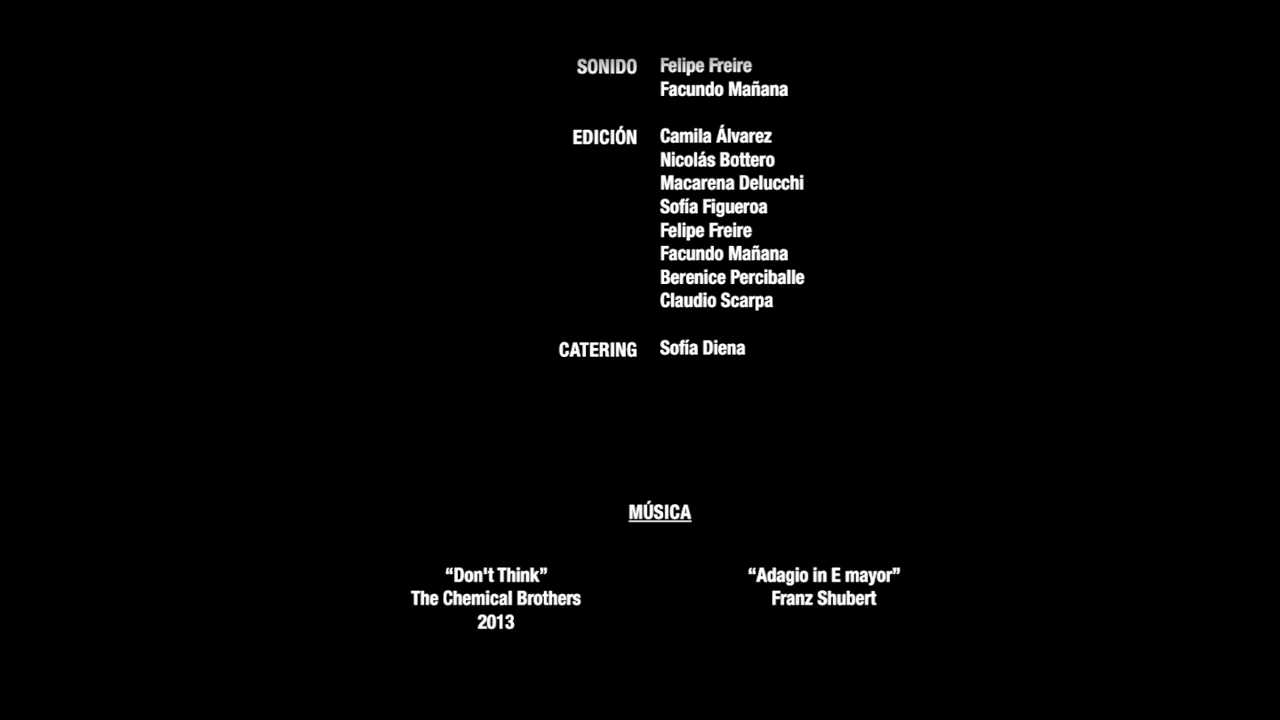 SONIDO Felipe Freire
Facundo Mañana
EDICIÓN Camila Álvarez
Nicolás Bottero
Macarena Delucchi
Sofía Figueroa
Felipe Freire
Facundo Mañana
Berenice Perciballe
Claudio Scarpa
CATERING Sofía Diena
MÚSICA
“Don't Think”
The Chemical Brothers
2013
“Adagio in E mayor”
Franz Shubert